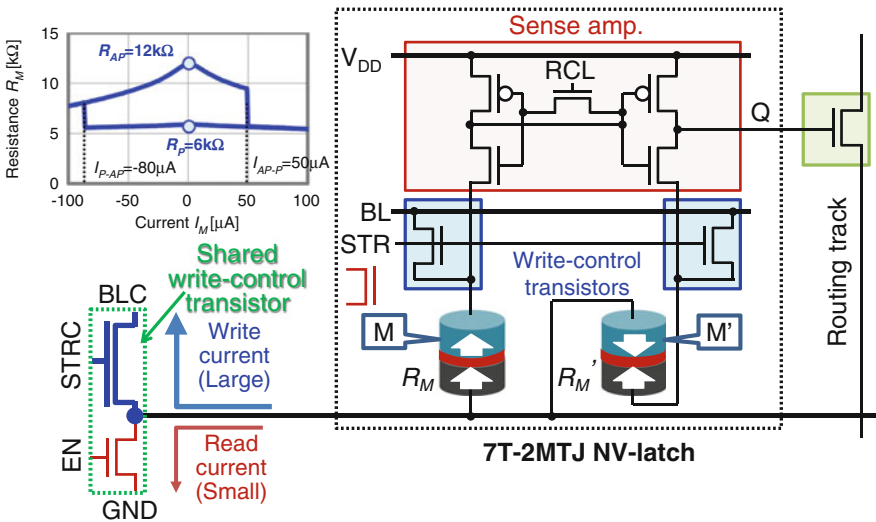 Sense amp.
15
10
5
0
Resistance R_M [kΩ]
R_AP=12kΩ
R_P=6kΩ
I_P-AP=-80μA
I_AP-P=50μA
-100
-50
0
50
100
Current I_M [μA]
V_DD
RCL
Q
BL
STR
Write-control
transistors
M
M'
R_M
R_M'
Routing track
Shared
write-control
transistor
BLC
STRC
Write
current
(Large)
EN
Read
current
(Small)
GND
7T-2MTJ NV-latch